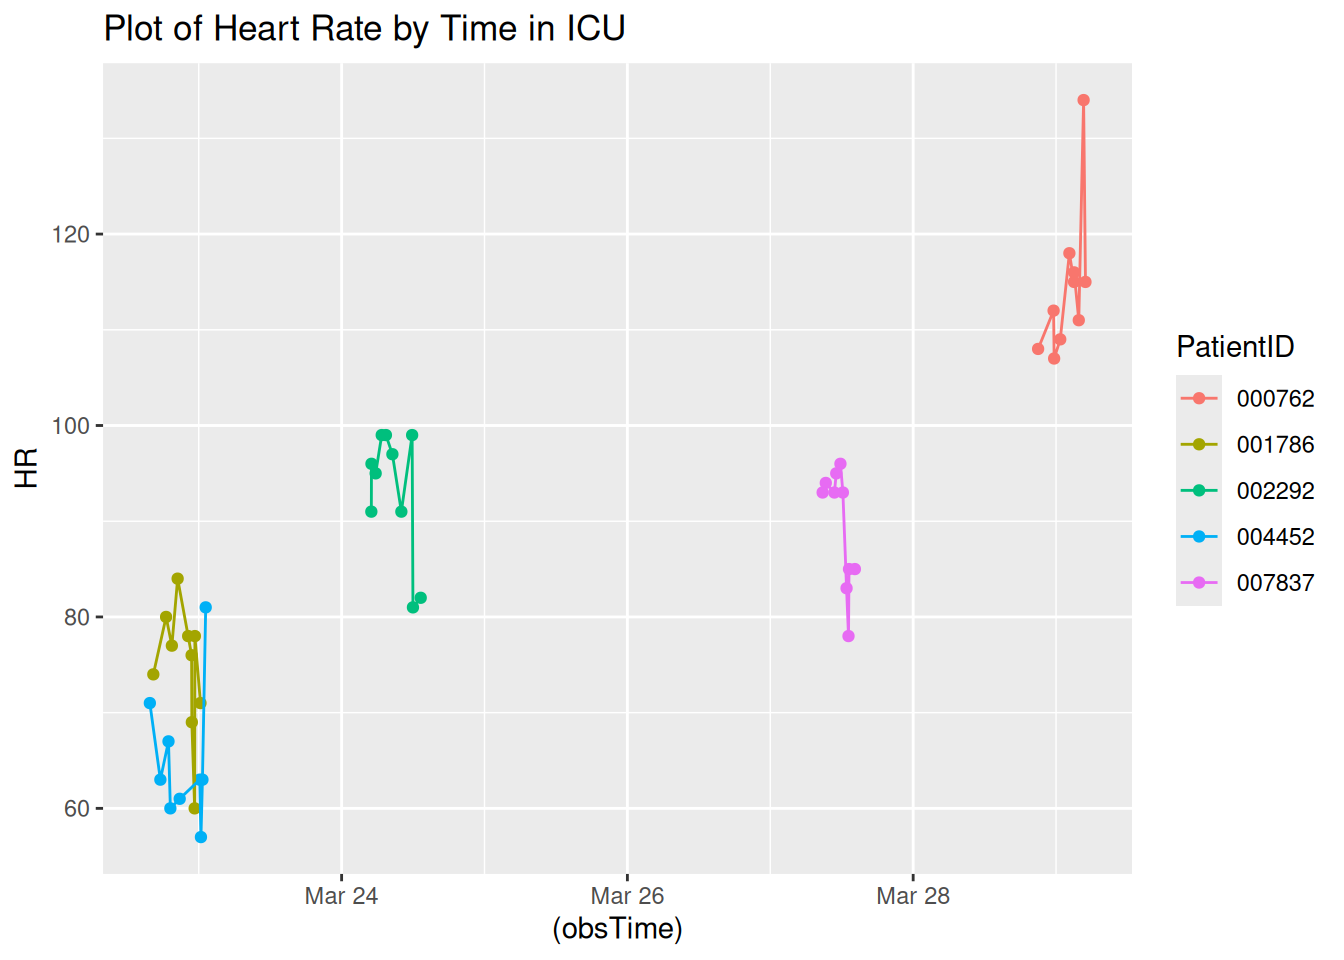 Plot of Heart Rate by Time in ICU
HR
120
100
80
60
Mar 24
Mar 26
Mar 28
(obsTime)
PatientID
000762
001786
002292
004452
007837